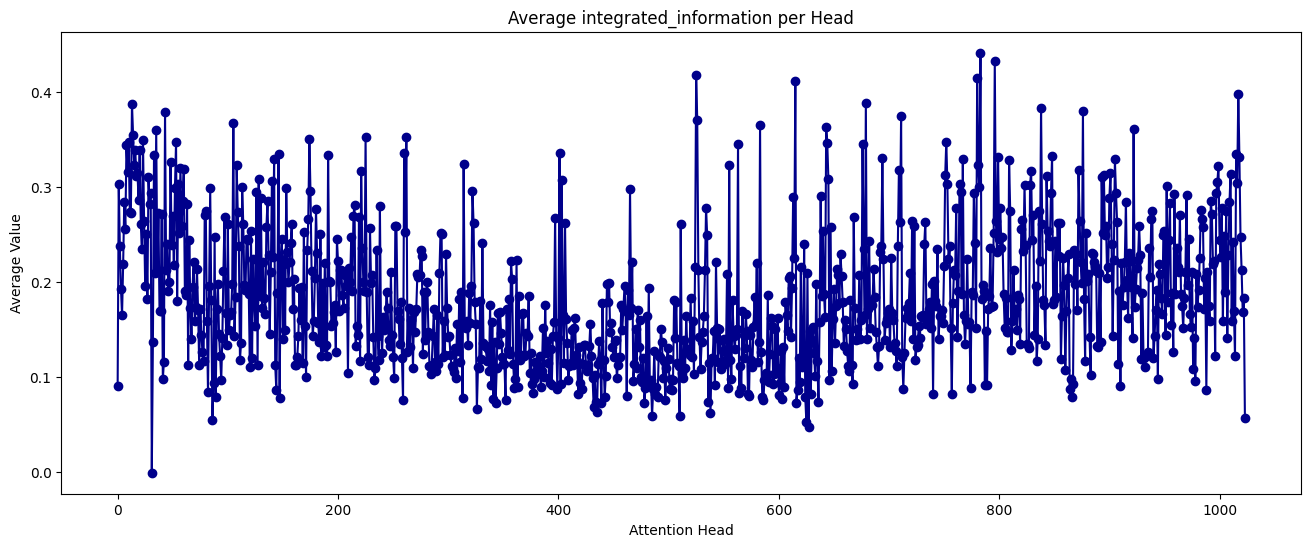 Average integrated_information per Head
Average Value
0.4
0.3
0.2
0.1
0.0
0 200 400 600 800 1000
Attention Head